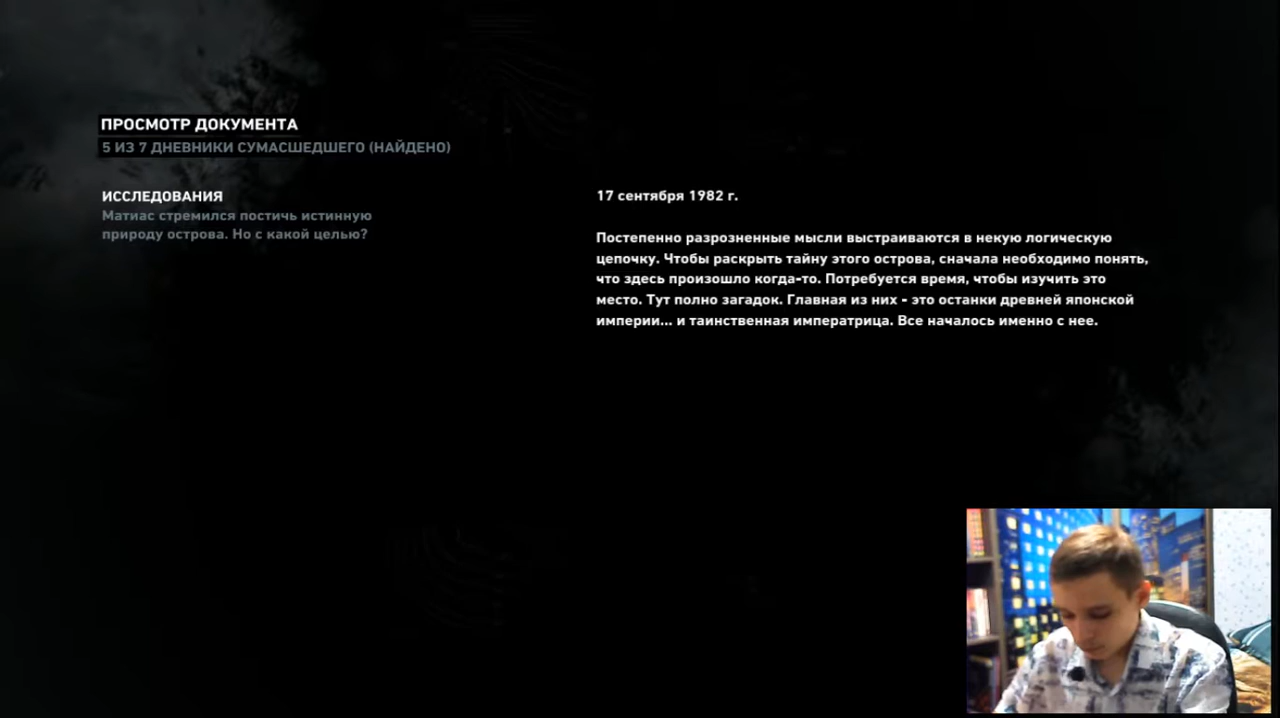 ПРОСМОТР ДОКУМЕНТА
5 ИЗ 7 ДНЕВНИКИ СУМАСШЕДШЕГО (НАЙДЕНО)
ИССЛЕДОВАНИЯ
Матиас стремился постичь истинную
природу острова. Но с какой целью?
17 сентября 1982 г.
Постепенно разрозненные мысли выстраиваются в некую логическую
цепочку. Чтобы раскрыть тайну этого острова, сначала необходимо понять,
что здесь произошло когда-то. Потребуется время, чтобы изучить это
место. Тут полно загадок. Главная из них - это останки древней японской
империи... и таинственная императрица. Все началось именно с нее.